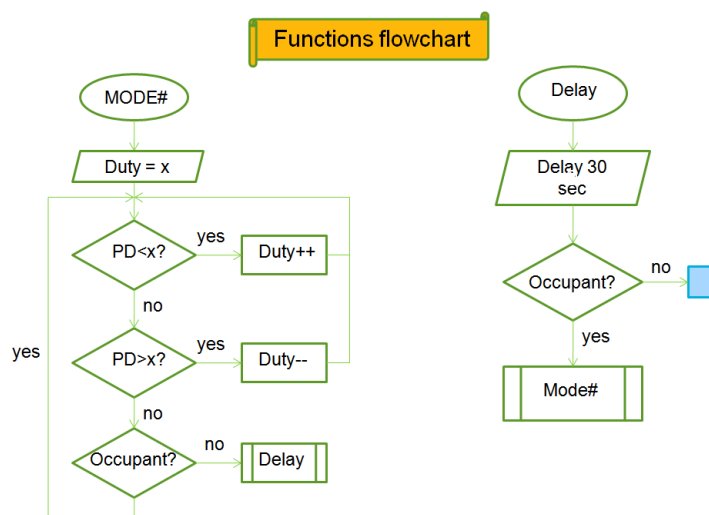 Functions flowchart
MODE#
Duty = x
PD<x?
yes
Duty++
no
yes
PD>x?
yes
Duty--
no
Occupant?
no
Delay
Delay
Delay 30
sec
Occupant?
no
yes
Mode#